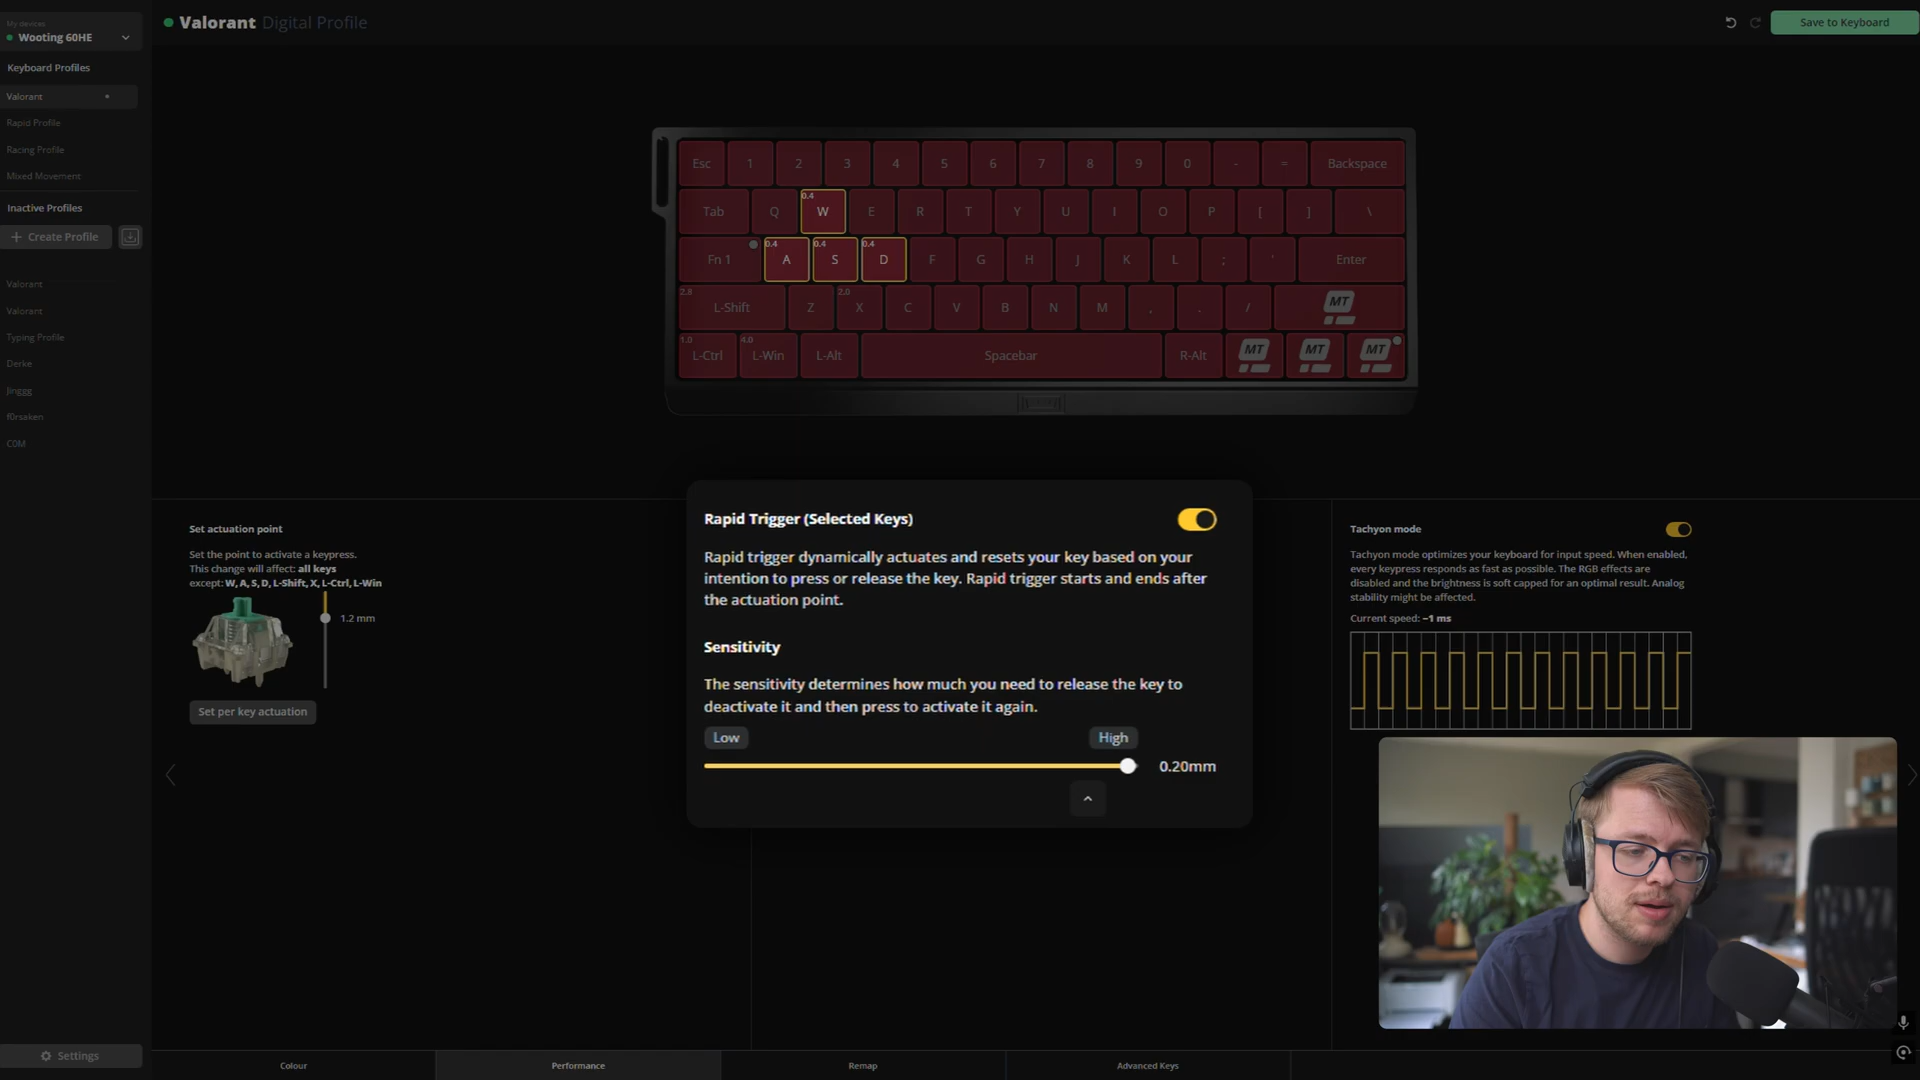 My devices
Wooting 60HE
Keyboard Profiles
Valorant
Rapid Profile
Racing Profile
Mixed Movement
Inactive Profiles
Create Profile
Valorant
Valorant
Typing Profile
Derke
Jinggg
f0rsaken
C0M
Settings
Valorant Digital Profile
Save to Keyboard
Esc 1 2 3 4 5 6 7 8 9 0 - = Backspace
0.4
Tab Q W E R T Y U I O P [ ] \
0.4 0.4 0.4
Fn 1 A S D F G H J K L ; ' Enter
2.8 2.0
L-Shift Z X C V B N M , . / MT
1.0 4.0
L-Ctrl L-Win L-Alt Spacebar R-Alt MT MT MT
Set actuation point
Set the point to activate a keypress.
This change will affect: all keys
except: W, A, S, D, L-Shift, X, L-Ctrl, L-Win
1.2 mm
Set per key actuation
Rapid Trigger (Selected Keys)
Rapid trigger dynamically actuates and resets your key based on your
intention to press or release the key. Rapid trigger starts and ends after
the actuation point.
Sensitivity
The sensitivity determines how much you need to release the key to
deactivate it and then press to activate it again.
Low High
0.20mm
Tachyon mode
Tachyon mode optimizes your keyboard for input speed. When enabled,
every keypress responds as fast as possible. The RGB effects are
disabled and the brightness is soft capped for an optimal result. Analog
stability might be affected.
Current speed: ~1 ms
Colour
Performance
Remap
Advanced Keys